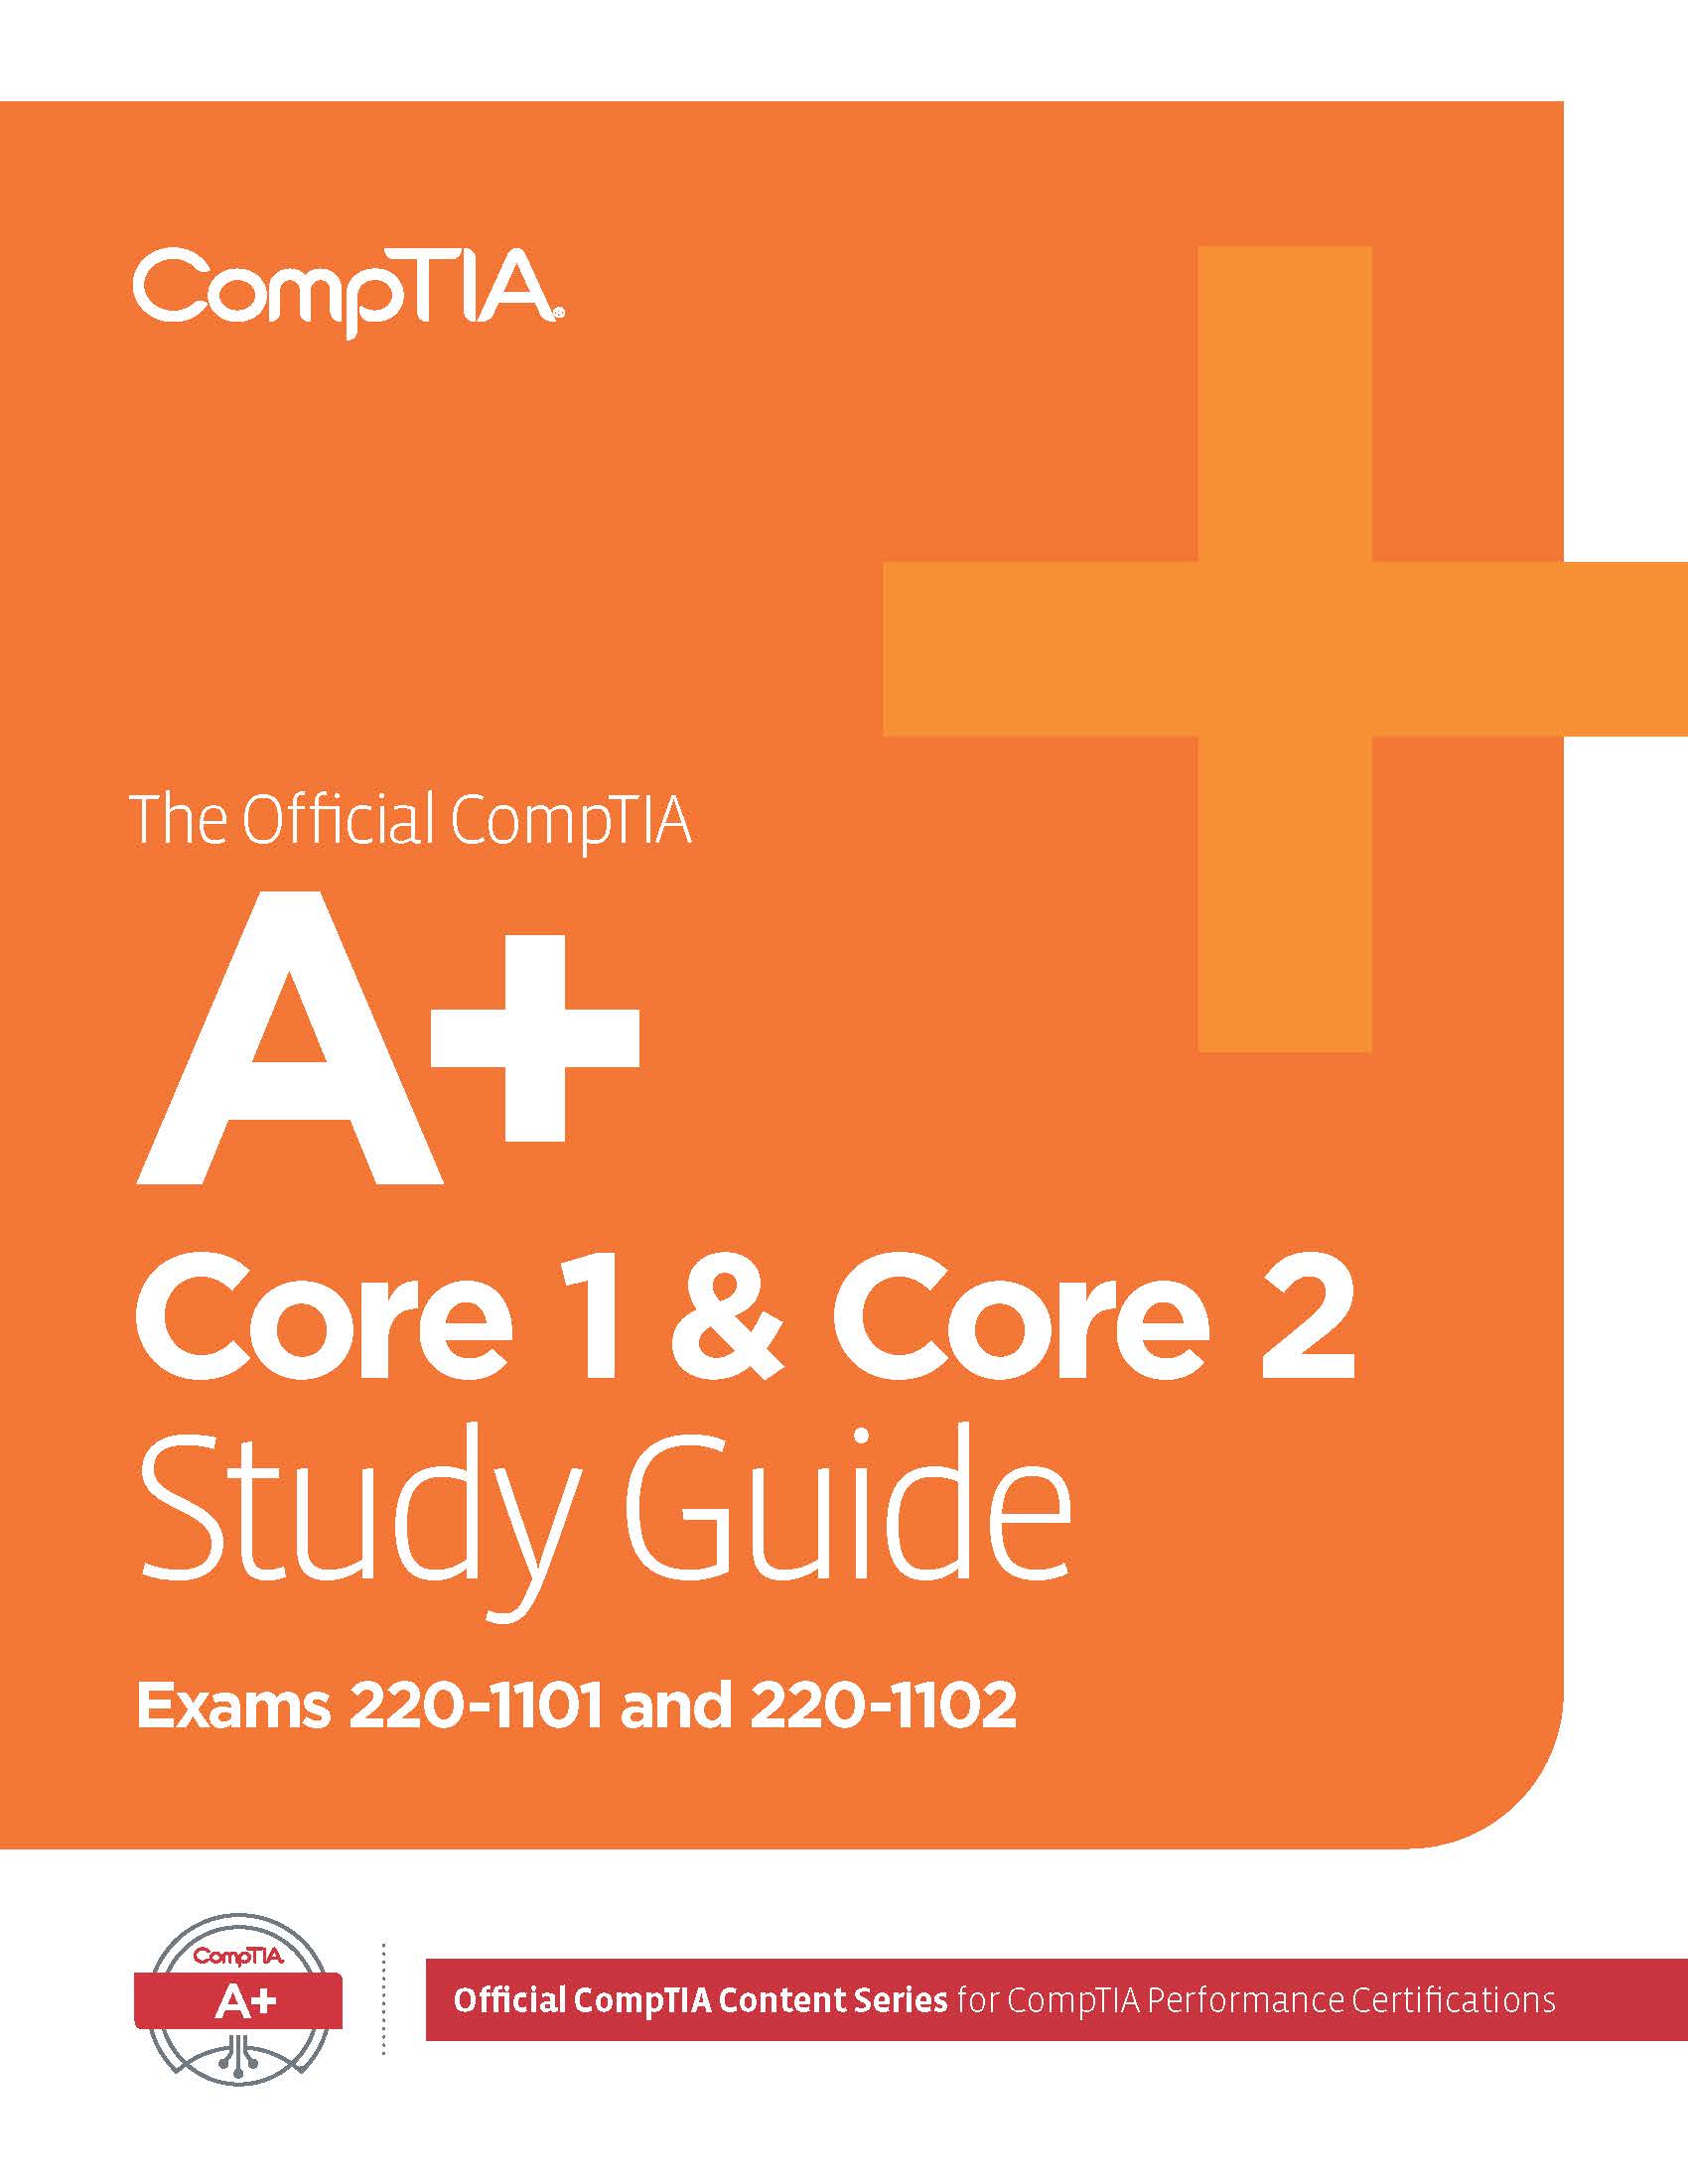 CompTIA®
The Official CompTIA
A+
Core 1 & Core 2
Study Guide
Exams 220-1101 and 220-1102
CompTIA
A+
Official CompTIA Content Series for CompTIA Performance Certifications